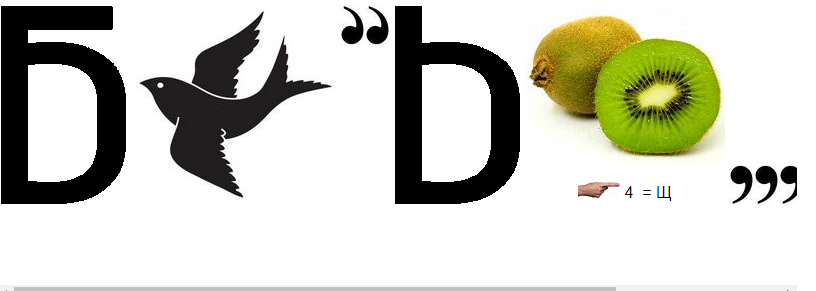 Б “ Ь
4 = Щ ,,,